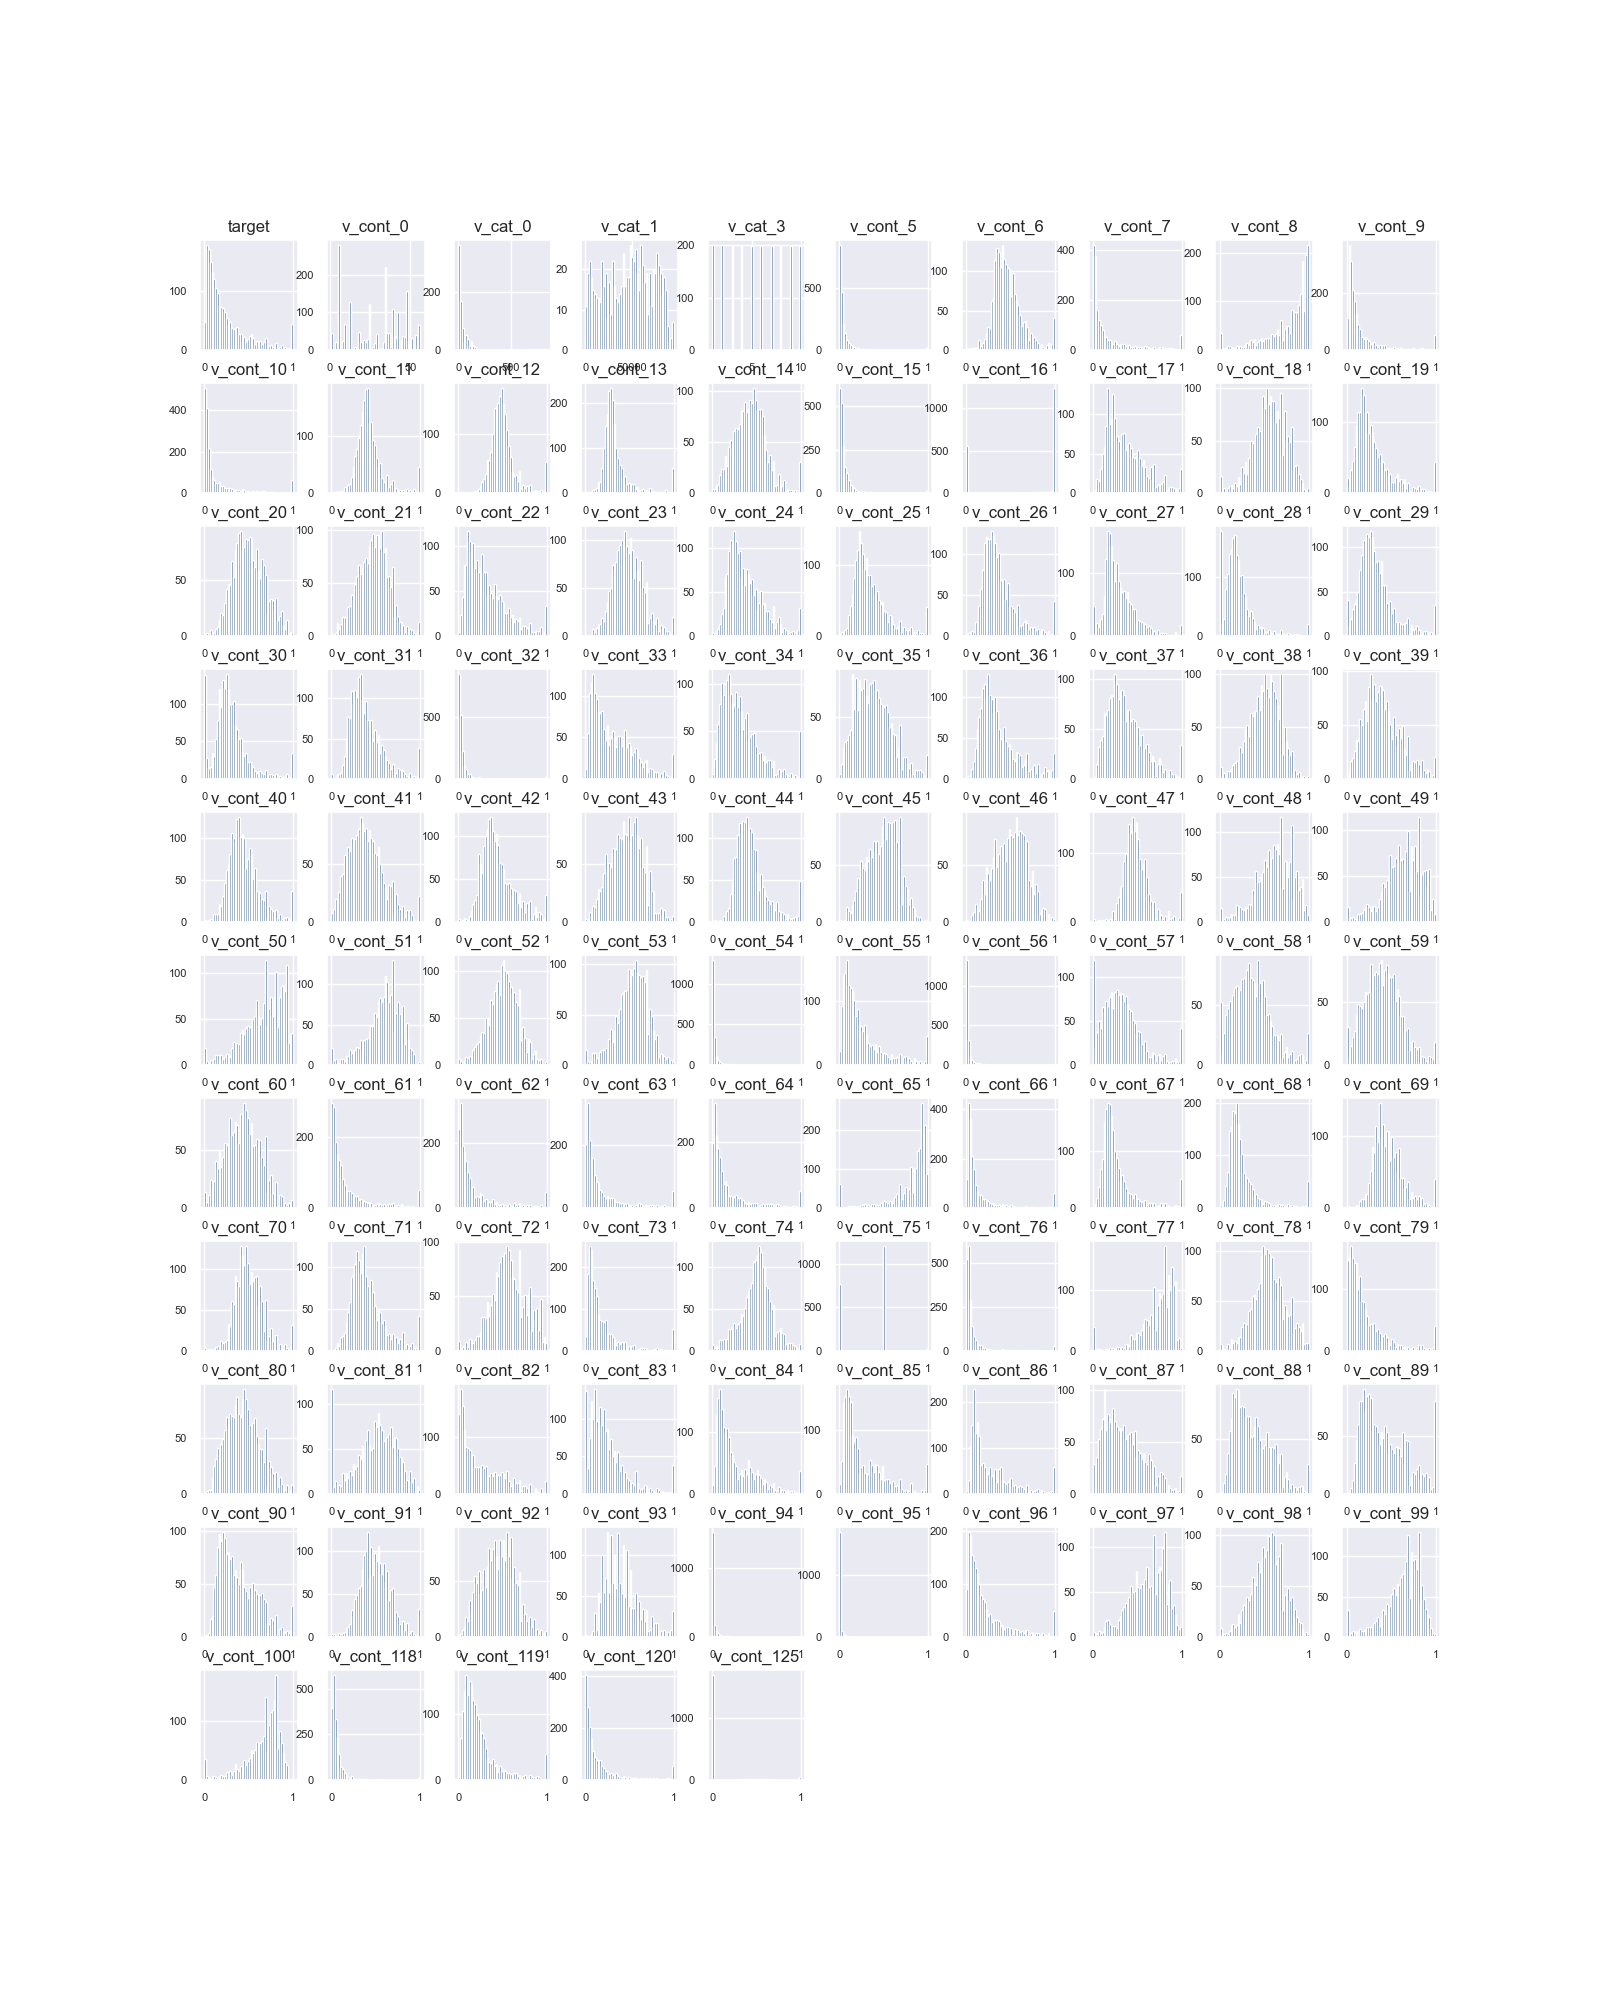 target v_cont_0 v_cat_0 v_cat_1 v_cat_3 v_cont_5 v_cont_6 v_cont_7 v_cont_8 v_cont_9
100 0
200 100 0
200 0
20 10 0
200 100 0
500 0
100 50 0
400 200 0
200 100 0
200 0
0 1 0 50 0 500 0 0 5 10 0 1 0 1 0 1 0 1 0 1
v_cont_10 v_cont_11 v_cont_12 v_cont_13 v_cont_14 v_cont_15 v_cont_16 v_cont_17 v_cont_18 v_cont_19
400 200 0
100 0
100 0
200 100 0
100 50 0
500 250 0
1000 500 0
100 50 0
100 50 0
100 0
0 1 0 1 0 1 0 1 0 1 0 1 0 1 0 1 0 1 0 1
v_cont_20 v_cont_21 v_cont_22 v_cont_23 v_cont_24 v_cont_25 v_cont_26 v_cont_27 v_cont_28 v_cont_29
50 0
100 50 0
100 50 0
100 50 0
100 50 0
100 0
100 50 0
100 0
100 0
100 50 0
0 1 0 1 0 1 0 1 0 1 0 1 0 1 0 1 0 1 0 1
v_cont_30 v_cont_31 v_cont_32 v_cont_33 v_cont_34 v_cont_35 v_cont_36 v_cont_37 v_cont_38 v_cont_39
100 50 0
100 50 0
500 0
100 50 0
100 50 0
50 0
100 50 0
100 50 0
100 50 0
100 50 0
0 1 0 1 0 1 0 1 0 1 0 1 0 1 0 1 0 1 0 1
v_cont_40 v_cont_41 v_cont_42 v_cont_43 v_cont_44 v_cont_45 v_cont_46 v_cont_47 v_cont_48 v_cont_49
100 50 0
50 0
100 50 0
50 0
100 50 0
50 0
50 0
100 0
100 50 0
100 50 0
0 1 0 1 0 1 0 1 0 1 0 1 0 1 0 1 0 1 0 1
v_cont_50 v_cont_51 v_cont_52 v_cont_53 v_cont_54 v_cont_55 v_cont_56 v_cont_57 v_cont_58 v_cont_59
100 50 0
100 50 0
100 50 0
100 50 0
1000 500 0
100 0
1000 500 0
100 50 0
50 0
50 0
0 1 0 1 0 1 0 1 0 1 0 1 0 1 0 1 0 1 0 1
v_cont_60 v_cont_61 v_cont_62 v_cont_63 v_cont_64 v_cont_65 v_cont_66 v_cont_67 v_cont_68 v_cont_69
50 0
200 0
200 0
200 0
200 0
200 100 0
400 200 0
100 0
200 100 0
100 0
0 1 0 1 0 1 0 1 0 1 0 1 0 1 0 1 0 1 0 1
v_cont_70 v_cont_71 v_cont_72 v_cont_73 v_cont_74 v_cont_75 v_cont_76 v_cont_77 v_cont_78 v_cont_79
100 50 0
100 50 0
100 50 0
200 100 0
100 50 0
1000 500 0
500 250 0
100 0
100 50 0
100 0
0 1 0 1 0 1 0 1 0 1 0 1 0 1 0 1 0 1 0 1
v_cont_80 v_cont_81 v_cont_82 v_cont_83 v_cont_84 v_cont_85 v_cont_86 v_cont_87 v_cont_88 v_cont_89
50 0
100 50 0
100 0
100 50 0
100 0
100 0
200 100 0
100 50 0
50 0
50 0
0 1 0 1 0 1 0 1 0 1 0 1 0 1 0 1 0 1 0 1
v_cont_90 v_cont_91 v_cont_92 v_cont_93 v_cont_94 v_cont_95 v_cont_96 v_cont_97 v_cont_98 v_cont_99
100 50 0
100 50 0
50 0
100 50 0
1000 0
1000 0
200 100 0
100 50 0
100 50 0
100 0
0 1 0 1 0 1 0 1 0 1 0 1 0 1 0 1 0 1 0 1
v_cont_100 v_cont_118 v_cont_119 v_cont_120 v_cont_125
100 0
500 250 0
100 0
400 200 0
1000 0
0 1 0 1 0 1 0 1 0 1